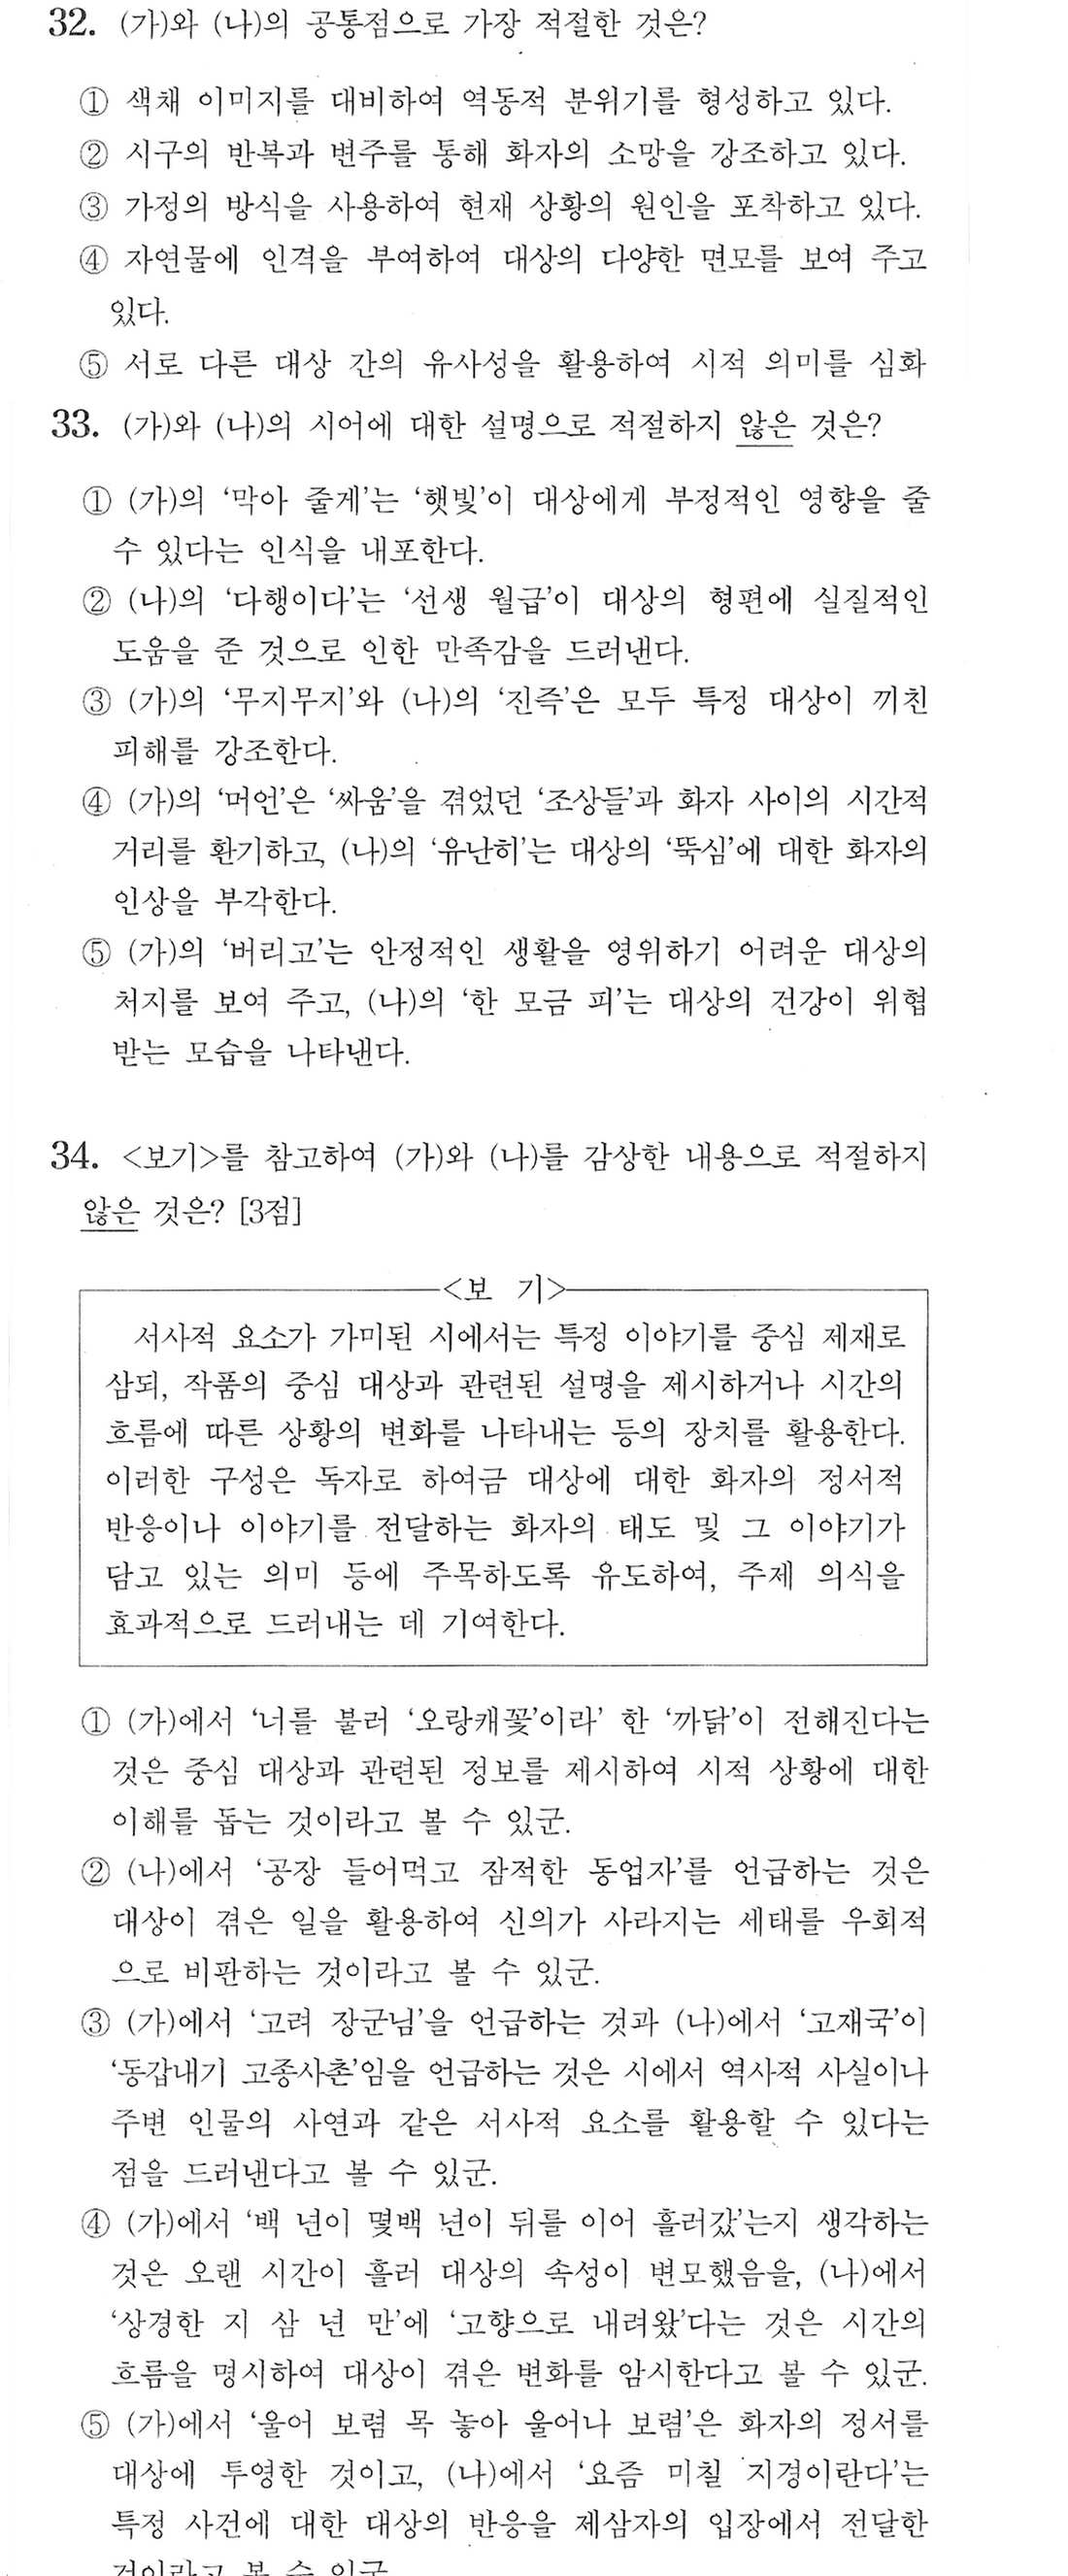 32. (가)와 (나)의 공통점으로 가장 적절한 것은?
① 색채 이미지를 대비하여 역동적 분위기를 형성하고 있다.
② 시구의 반복과 변주를 통해 화자의 소망을 강조하고 있다.
③ 가정의 방식을 사용하여 현재 상황의 원인을 포착하고 있다.
④ 자연물에 인격을 부여하여 대상의 다양한 면모를 보여 주고
있다.
⑤ 서로 다른 대상 간의 유사성을 활용하여 시적 의미를 심화
33. (가)와 (나)의 시어에 대한 설명으로 적절하지 않은 것은?
① (가)의 ‘막아 줄게’는 ‘햇빛’이 대상에게 부정적인 영향을 줄
수 있다는 인식을 내포한다.
② (나)의 ‘다행이다’는 ‘선생 월급’이 대상의 형편에 실질적인
도움을 준 것으로 인한 만족감을 드러낸다.
③ (가)의 ‘무지무지’와 (나)의 ‘진즉’은 모두 특정 대상이 끼친
피해를 강조한다.
④ (가)의 ‘머언’은 ‘싸움’을 겪었던 ‘조상들’과 화자 사이의 시간적
거리를 환기하고, (나)의 ‘유난히’는 대상의 ‘뚝심’에 대한 화자의
인상을 부각한다.
⑤ (가)의 ‘버리고’는 안정적인 생활을 영위하기 어려운 대상의
처지를 보여 주고, (나)의 ‘한 모금 피’는 대상의 건강이 위협
받는 모습을 나타낸다.
34. <보기>를 참고하여 (가)와 (나)를 감상한 내용으로 적절하지
않은 것은? [3점]
<보 기>
서사적 요소가 가미된 시에서는 특정 이야기를 중심 제재로
삼되, 작품의 중심 대상과 관련된 설명을 제시하거나 시간의
흐름에 따른 상황의 변화를 나타내는 등의 장치를 활용한다.
이러한 구성은 독자로 하여금 대상에 대한 화자의 정서적
반응이나 이야기를 전달하는 화자의 태도 및 그 이야기가
담고 있는 의미 등에 주목하도록 유도하여, 주제 의식을
효과적으로 드러내는 데 기여한다.
① (가)에서 ‘너를 불러 ‘오랑캐꽃’이라’ 한 ‘까닭’이 전해진다는
것은 중심 대상과 관련된 정보를 제시하여 시적 상황에 대한
이해를 돕는 것이라고 볼 수 있군.
② (나)에서 ‘공장 들어먹고 잠적한 동업자’를 언급하는 것은
대상이 겪은 일을 활용하여 신의가 사라지는 세태를 우회적
으로 비판하는 것이라고 볼 수 있군.
③ (가)에서 ‘고려 장군님’을 언급하는 것과 (나)에서 ‘고재국’이
‘동갑내기 고종사촌’임을 언급하는 것은 시에서 역사적 사실이나
주변 인물의 사연과 같은 서사적 요소를 활용할 수 있다는
점을 드러낸다고 볼 수 있군.
④ (가)에서 ‘백 년이 몇백 년이 뒤를 이어 흘러갔’는지 생각하는
것은 오랜 시간이 흘러 대상의 속성이 변모했음을, (나)에서
‘상경한 지 삼 년 만’에 ‘고향으로 내려왔’다는 것은 시간의
흐름을 명시하여 대상이 겪은 변화를 암시한다고 볼 수 있군.
⑤ (가)에서 ‘울어 보렴 목 놓아 울어나 보렴’은 화자의 정서를
대상에 투영한 것이고, (나)에서 ‘요즘 미칠 지경이란다’는
특정 사건에 대한 대상의 반응을 제삼자의 입장에서 전달한
것이라고 볼 수 있군